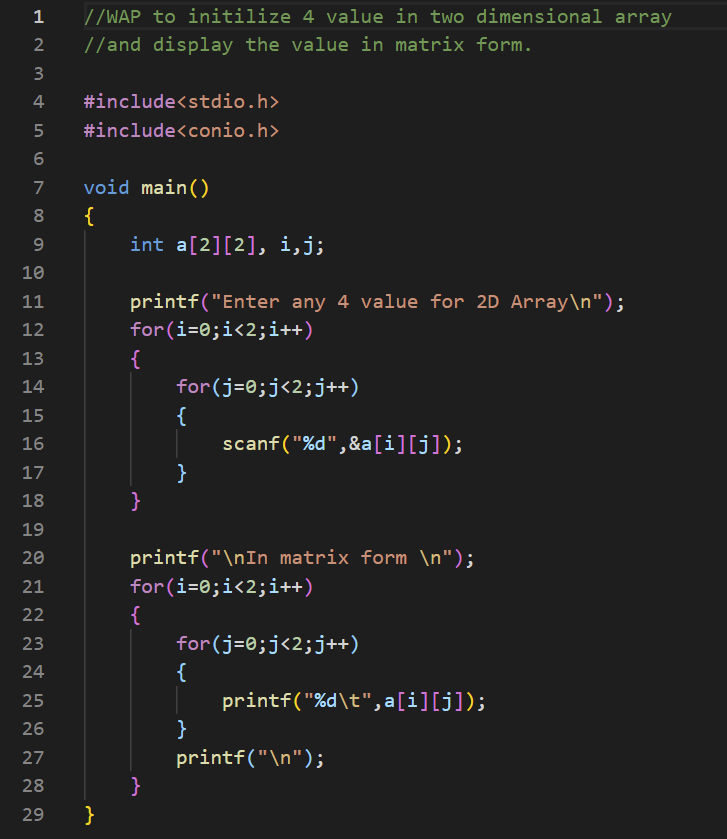 1 //WAP to initilize 4 value in two dimensional array
2 //and display the value in matrix form.
3
4 #include<stdio.h>
5 #include<conio.h>
6
7 void main()
8 {
9     int a[2][2], i,j;
10
11     printf("Enter any 4 value for 2D Array\n");
12     for(i=0;i<2;i++)
13     {
14         for(j=0;j<2;j++)
15         {
16             scanf("%d",&a[i][j]);
17         }
18     }
19
20     printf("\nIn matrix form \n");
21     for(i=0;i<2;i++)
22     {
23         for(j=0;j<2;j++)
24         {
25             printf("%d\t",a[i][j]);
26         }
27         printf("\n");
28     }
29 }